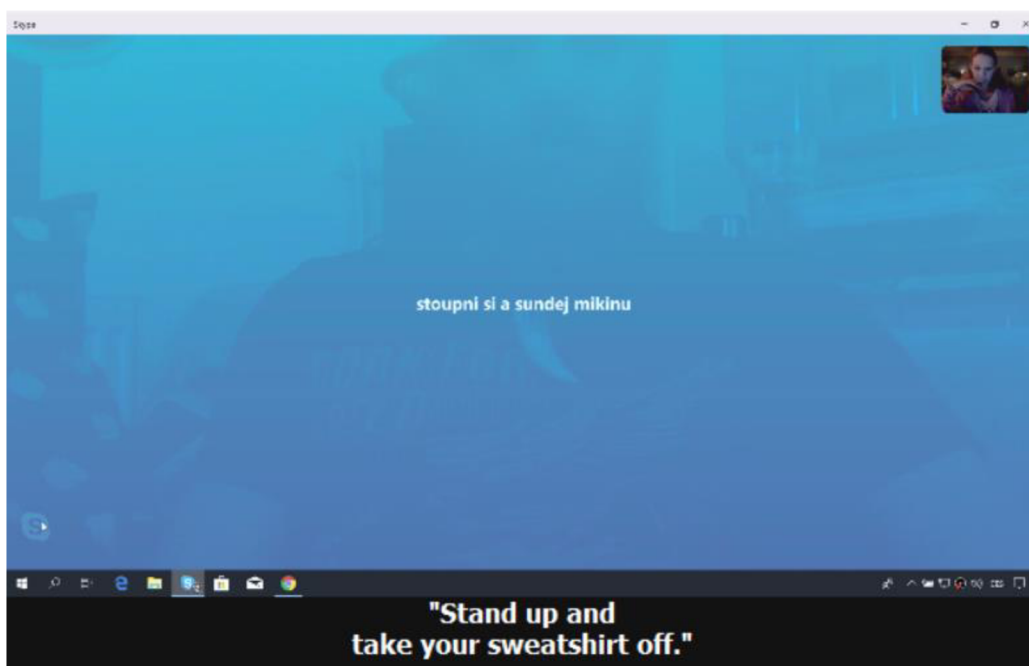 Skype
stoupni si a sundej mikinu
"Stand up and
take your sweatshirt off."